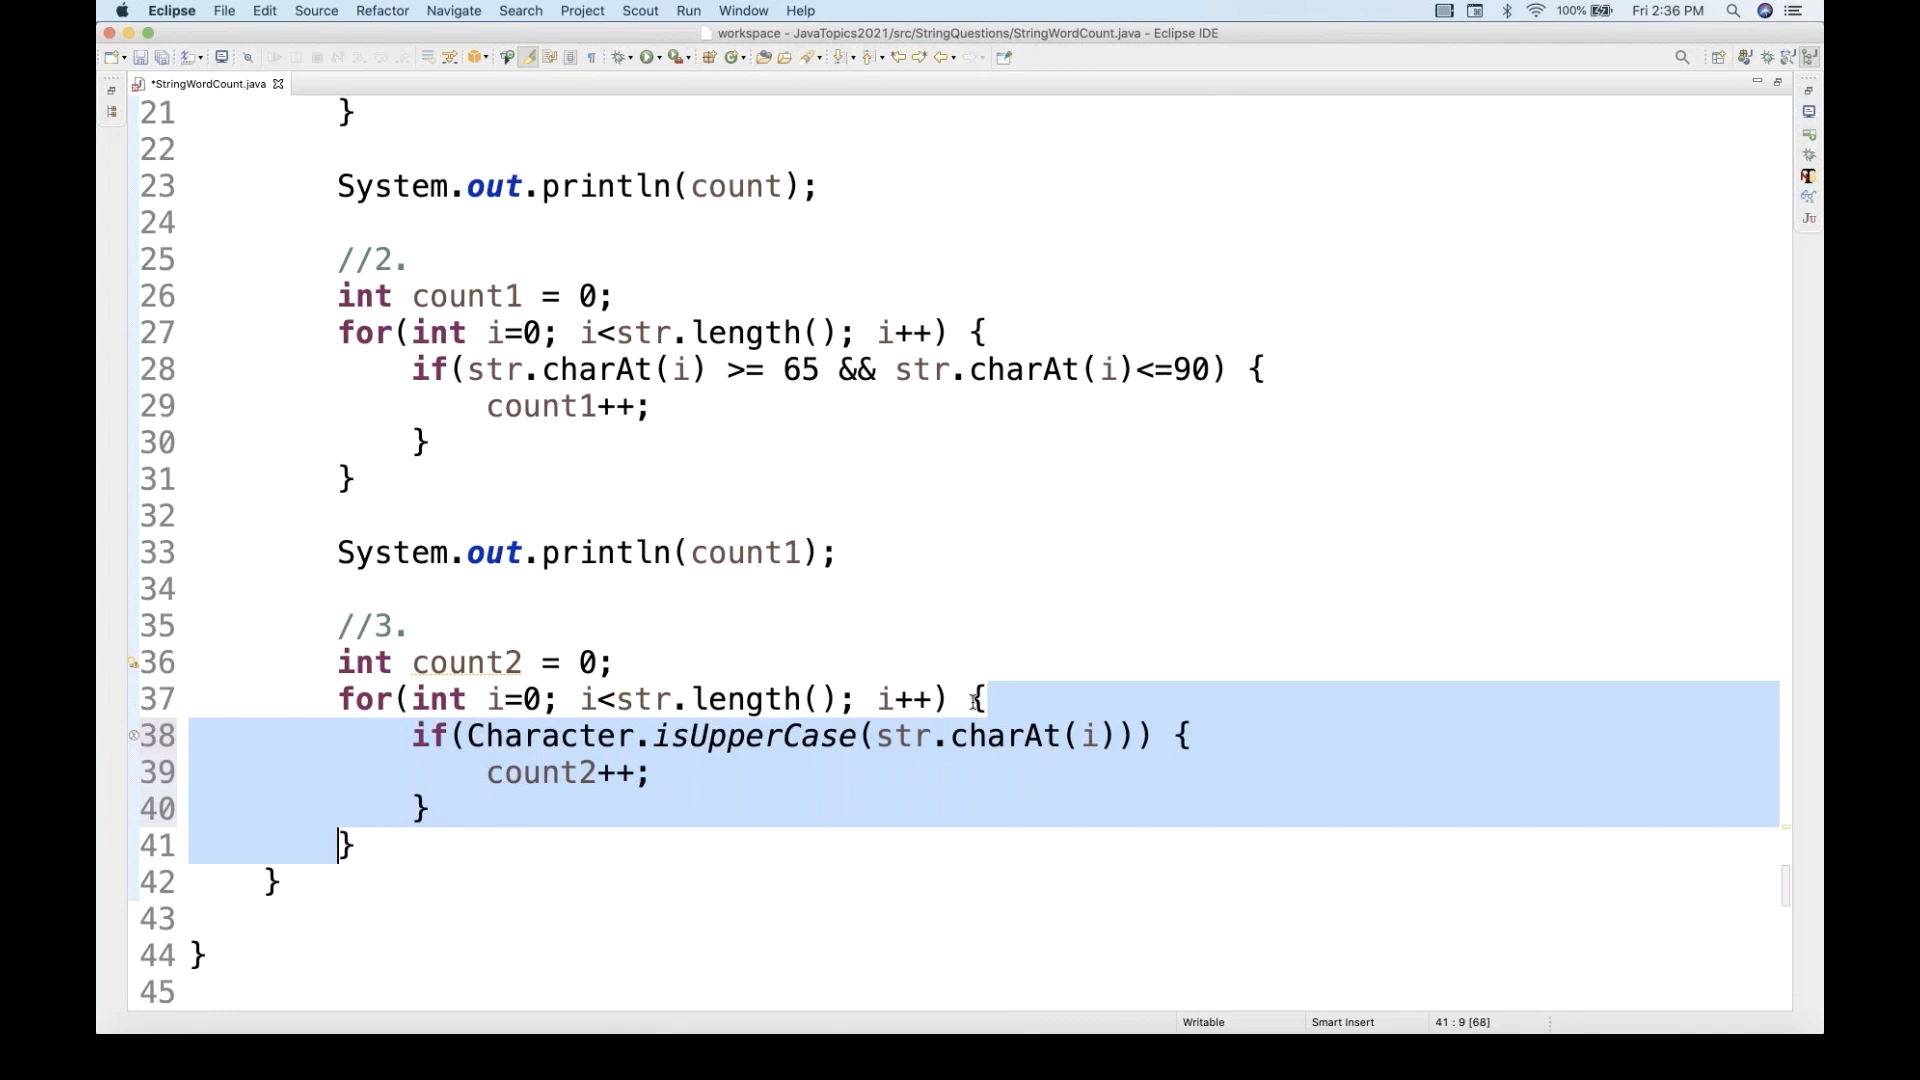 Eclipse File Edit Source Refactor Navigate Search Project Scout Run Window Help 100% Fri 2:36 PM
workspace - JavaTopics2021/src/StringQuestions/StringWordCount.java - Eclipse IDE
*StringWordCount.java
21 }
22
23 System.out.println(count);
24
25 //2.
26 int count1 = 0;
27 for(int i=0; i<str.length(); i++) {
28 if(str.charAt(i) >= 65 && str.charAt(i)<=90) {
29 count1++;
30 }
31 }
32
33 System.out.println(count1);
34
35 //3.
36 int count2 = 0;
37 for(int i=0; i<str.length(); i++) {
38 if(Character.isUpperCase(str.charAt(i))) {
39 count2++;
40 }
41 }
42 }
43
44 }
45
Writable Smart Insert 41 : 9 [68]